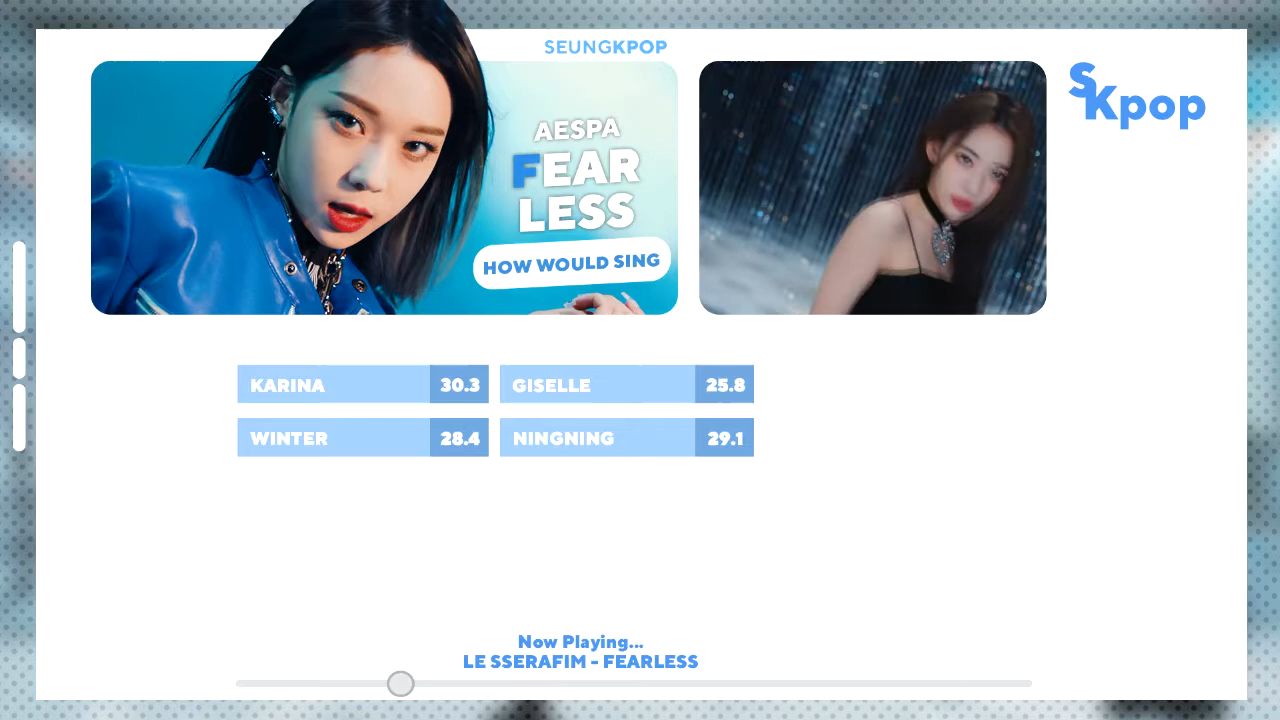 SEUNGKPOP
AESPA
FEAR
LESS
HOW WOULD SING
SKpop
KARINA 30.3
GISELLE 25.8
WINTER 28.4
NINGNING 29.1
Now Playing...
LE SSERAFIM - FEARLESS